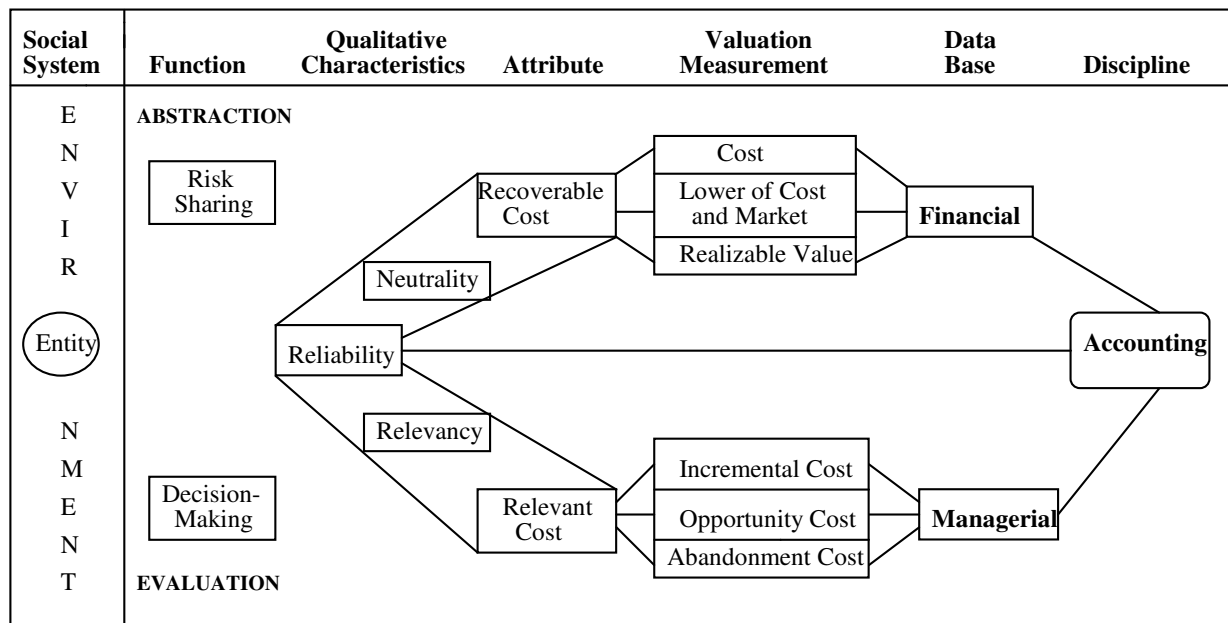 Social System
Function
Qualitative Characteristics
Attribute
Valuation Measurement
Data Base
Discipline
E
N
V
I
R
Entity
N
M
E
N
T
ABSTRACTION
Risk
Sharing
Decision-
Making
EVALUATION
Neutrality
Reliability
Relevancy
Recoverable
Cost
Relevant
Cost
Cost
Lower of Cost
and Market
Realizable Value
Incremental Cost
Opportunity Cost
Abandonment Cost
Financial
Managerial
Accounting